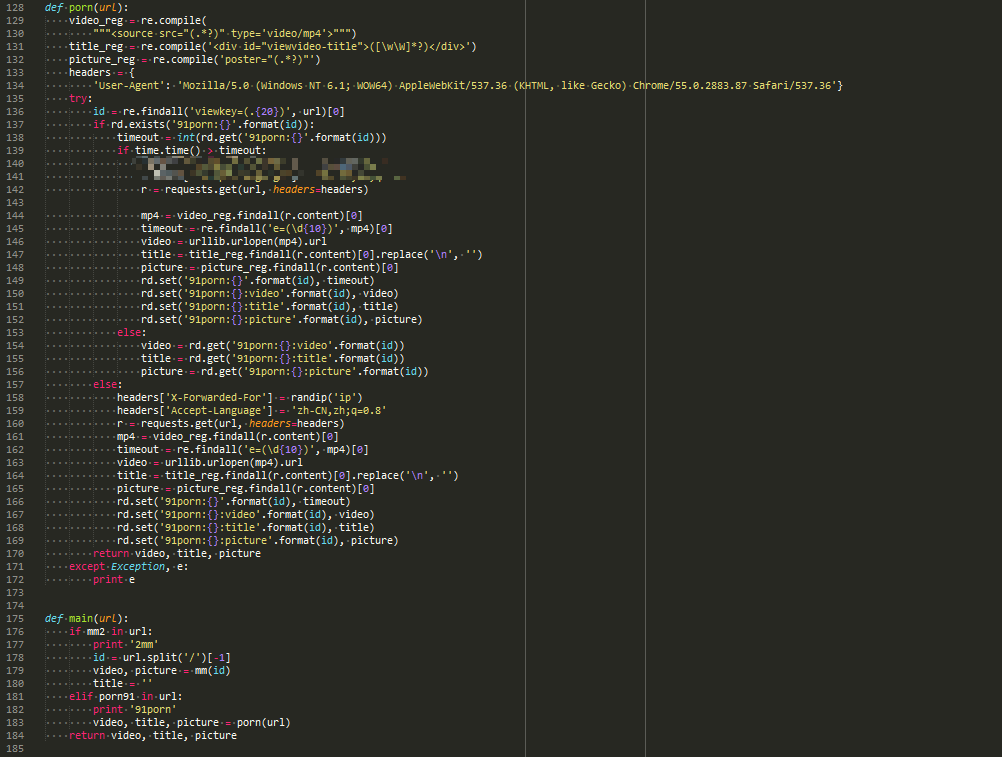 128 def porn(url):
129     video_reg = re.compile(
130         """<source src="(.*?)" type='video/mp4'>""")
131     title_reg = re.compile('<div id="viewvideo-title">([\w\W]*?)</div>')
132     picture_reg = re.compile('poster="(.*?)"')
133     headers = {
134         'User-Agent': 'Mozilla/5.0 (Windows NT 6.1; WOW64) AppleWebKit/537.36 (KHTML, like Gecko) Chrome/55.0.2883.87 Safari/537.36'}
135     try:
136         id = re.findall('viewkey=(.{20})', url)[0]
137         if rd.exists('91porn:{}'.format(id)):
138             timeout = int(rd.get('91porn:{}'.format(id)))
139             if time.time() > timeout:
140
141
142                 r = requests.get(url, headers=headers)
143
144                 mp4 = video_reg.findall(r.content)[0]
145                 timeout = re.findall('e=(\d{10})', mp4)[0]
146                 video = urllib.urlopen(mp4).url
147                 title = title_reg.findall(r.content)[0].replace('\n', '')
148                 picture = picture_reg.findall(r.content)[0]
149                 rd.set('91porn:{}'.format(id), timeout)
150                 rd.set('91porn:{}:video'.format(id), video)
151                 rd.set('91porn:{}:title'.format(id), title)
152                 rd.set('91porn:{}:picture'.format(id), picture)
153             else:
154                 video = rd.get('91porn:{}:video'.format(id))
155                 title = rd.get('91porn:{}:title'.format(id))
156                 picture = rd.get('91porn:{}:picture'.format(id))
157         else:
158             headers['X-Forwarded-For'] = randip('ip')
159             headers['Accept-Language'] = 'zh-CN,zh;q=0.8'
160             r = requests.get(url, headers=headers)
161             mp4 = video_reg.findall(r.content)[0]
162             timeout = re.findall('e=(\d{10})', mp4)[0]
163             video = urllib.urlopen(mp4).url
164             title = title_reg.findall(r.content)[0].replace('\n', '')
165             picture = picture_reg.findall(r.content)[0]
166             rd.set('91porn:{}'.format(id), timeout)
167             rd.set('91porn:{}:video'.format(id), video)
168             rd.set('91porn:{}:title'.format(id), title)
169             rd.set('91porn:{}:picture'.format(id), picture)
170         return video, title, picture
171     except Exception, e:
172         print e
173
174
175 def main(url):
176     if mm2 in url:
177         print '2mm'
178         id = url.split('/')[-1]
179         video, picture = mm(id)
180         title = ''
181     elif porn91 in url:
182         print '91porn'
183         video, title, picture = porn(url)
184     return video, title, picture
185